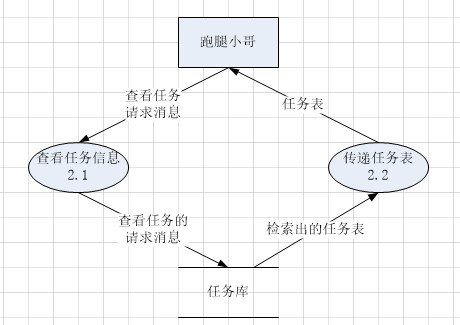 跑腿小哥
查看任务
请求消息
任务表
查看任务信息
2.1
传递任务表
2.2
查看任务的
请求消息
检索出的任务表
任务库